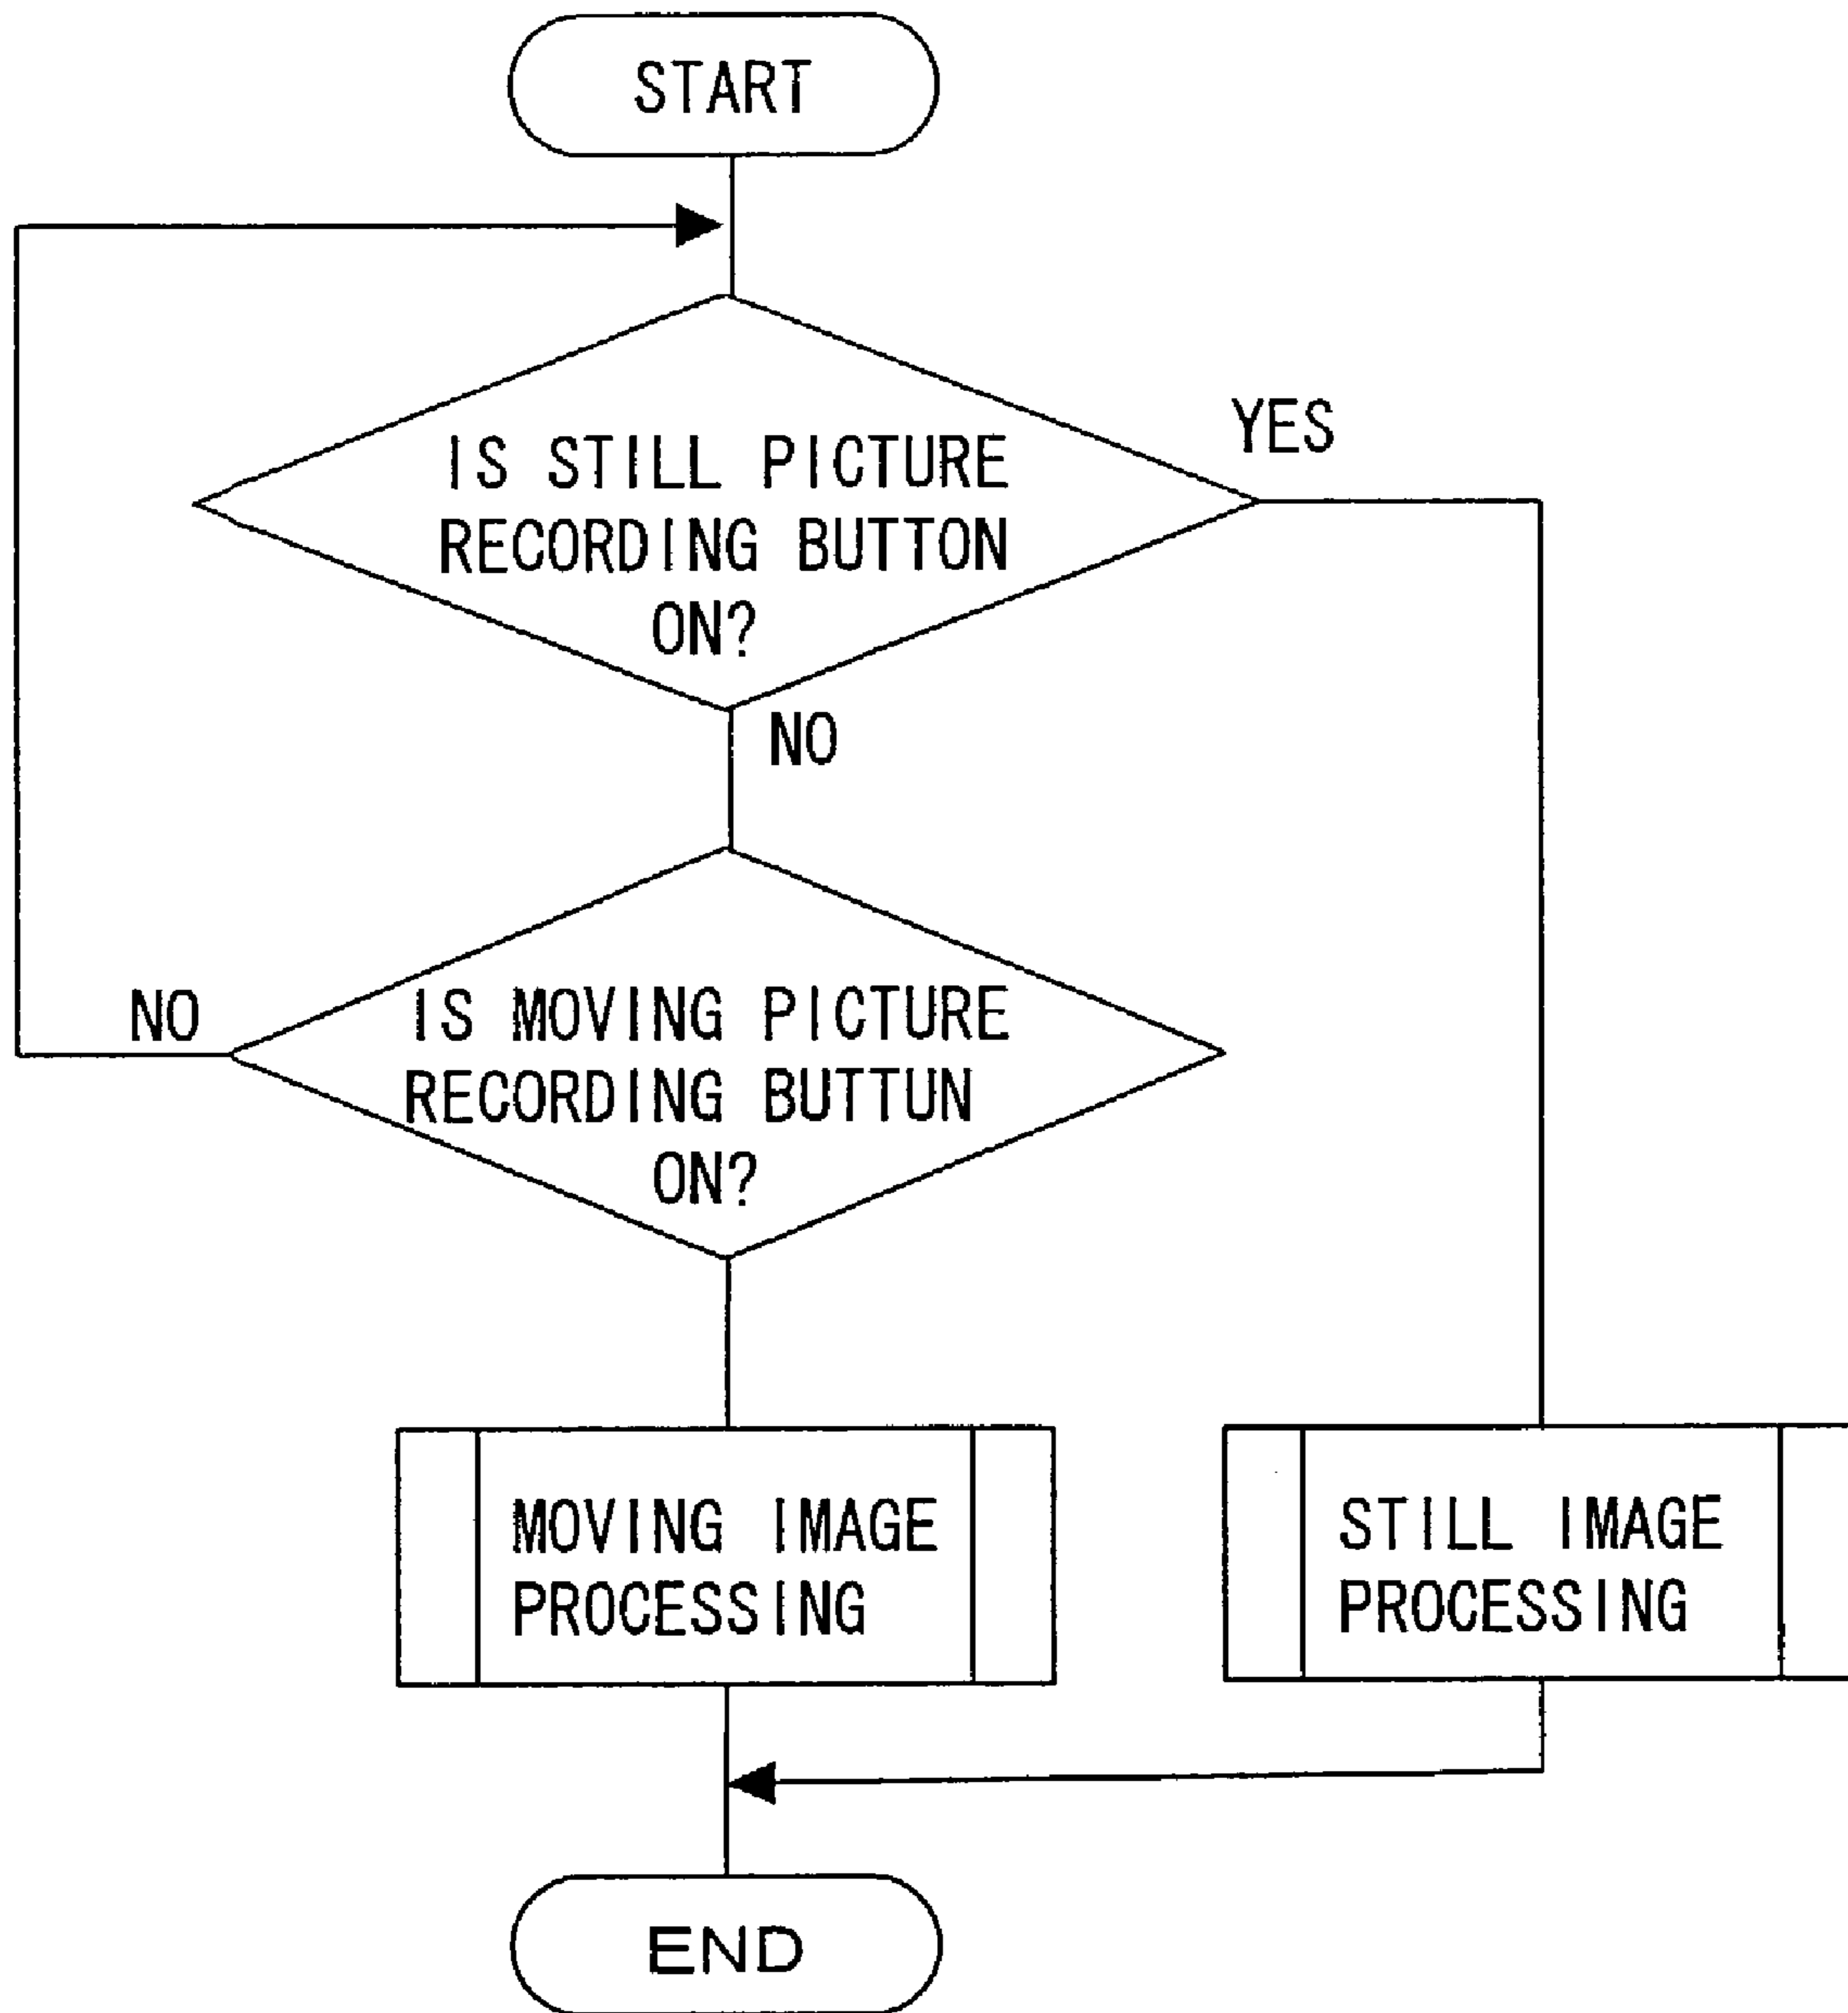 START
YES
IS STILL PICTURE
RECORDING BUTTON
ON?
NO
NO
IS MOVING PICTURE
RECORDING BUTTUN
ON?
MOVING IMAGE
PROCESSING
STILL IMAGE
PROCESSING
END